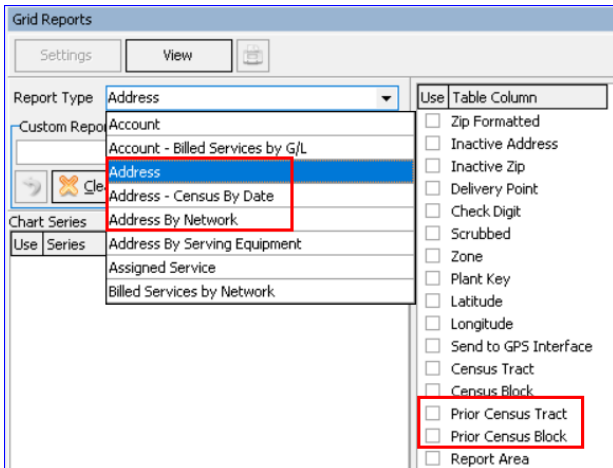 Grid Reports
Settings
View
Report Type
Address
Custom Repo
Account
Account - Billed Services by G/L
Address
Address - Census By Date
Address By Network
Address By Serving Equipment
Assigned Service
Billed Services by Network
Cle
Chart Series
Use Series
Use Table Column
Zip Formatted
Inactive Address
Inactive Zip
Delivery Point
Check Digit
Scrubbed
Zone
Plant Key
Latitude
Longitude
Send to GPS Interface
Census Tract
Census Block
Prior Census Tract
Prior Census Block
Report Area